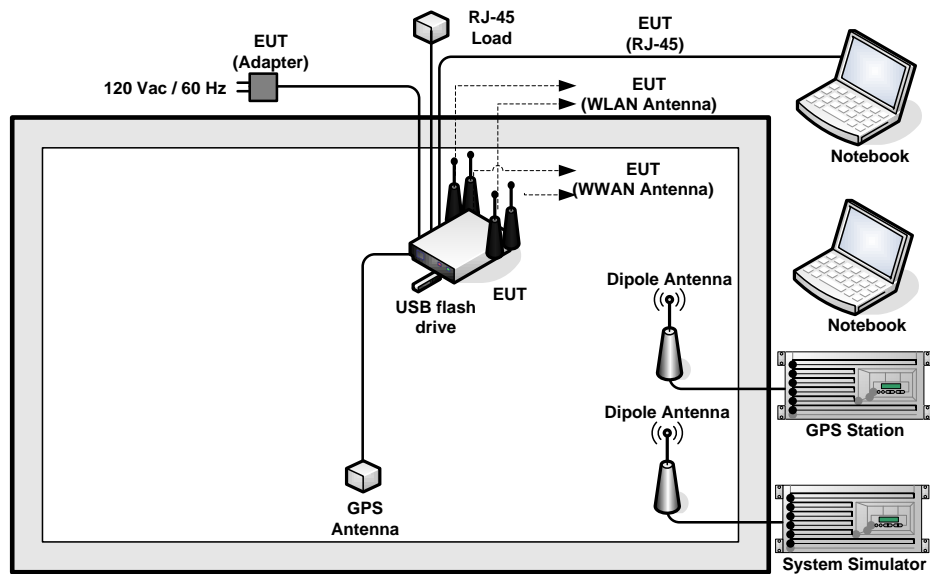 RJ-45
Load
EUT
(RJ-45)
EUT
(Adapter)
120 Vac / 60 Hz
EUT
(WLAN Antenna)
Notebook
EUT
(WWAN Antenna)
USB flash
drive
EUT
Dipole Antenna
Notebook
GPS Station
Dipole Antenna
GPS
Antenna
System Simulator